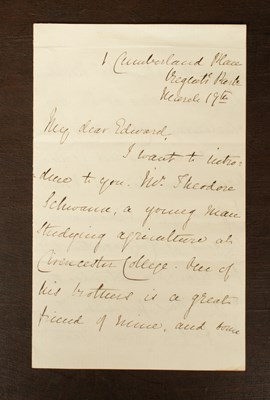 1 Cumberland Place
Regents Park
March 19th
My dear Edward,
I want to intro-
duce to you Mr. Theodore
Schwann, a young man
studying agriculture at
Cirencester College. One of
his brothers is a great
friend of mine, and some